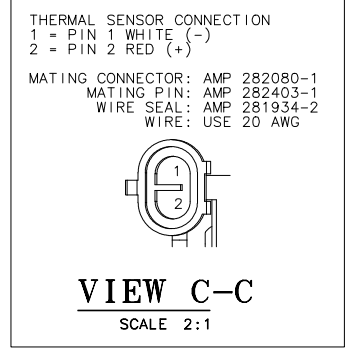 THERMAL SENSOR CONNECTION
1 = PIN 1 WHITE (-)
2 = PIN 2 RED (+)
MATING CONNECTOR: AMP 282080-1
MATING PIN: AMP 282403-1
WIRE SEAL: AMP 281934-2
WIRE: USE 20 AWG
1
2
VIEW C-C
SCALE 2:1